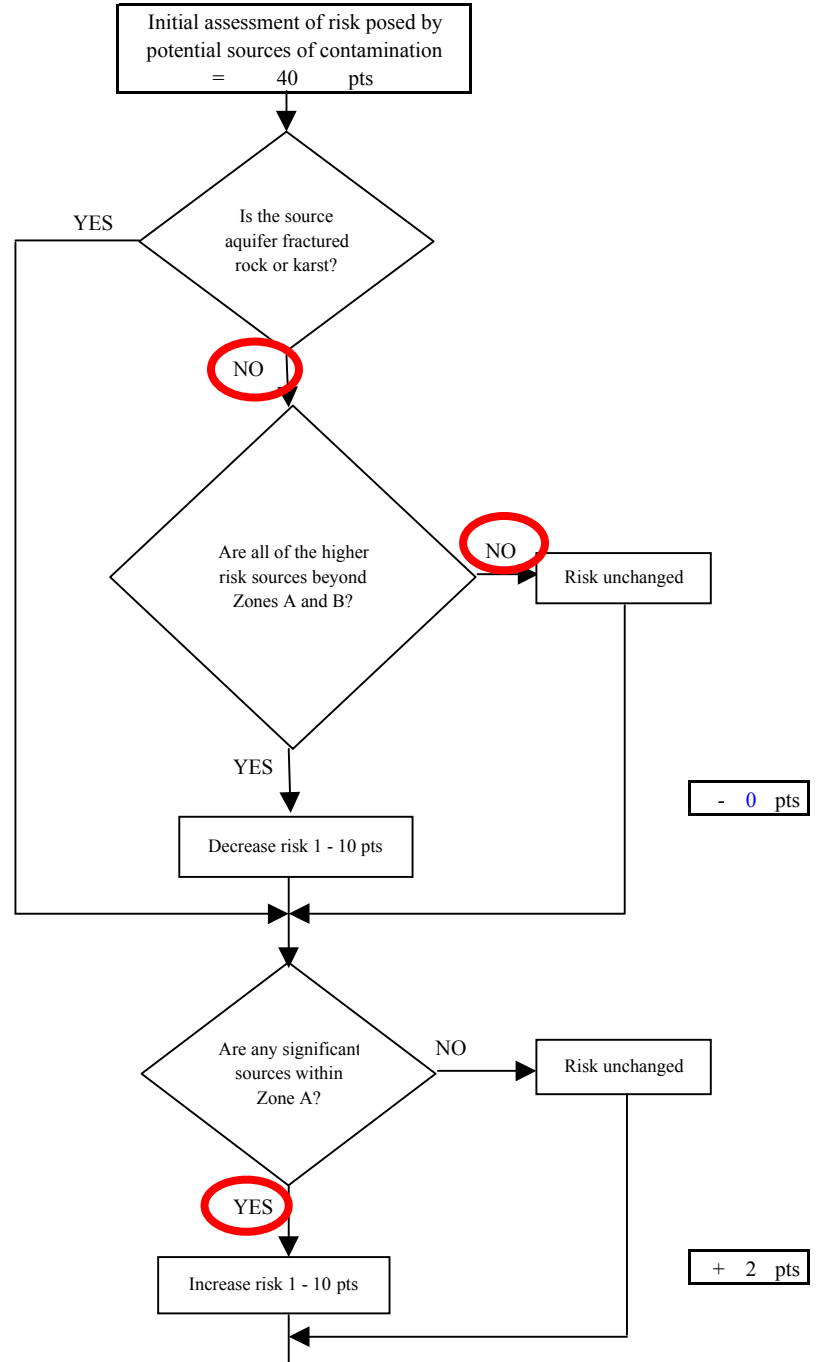 Initial assessment of risk posed by
potential sources of contamination
= 40 pts
YES
Is the source
aquifer fractured
rock or karst?
NO
Are all of the higher
risk sources beyond
Zones A and B?
NO
Risk unchanged
YES
- 0 pts
Decrease risk 1 - 10 pts
Are any significant
sources within
Zone A?
NO
Risk unchanged
YES
Increase risk 1 - 10 pts
+ 2 pts